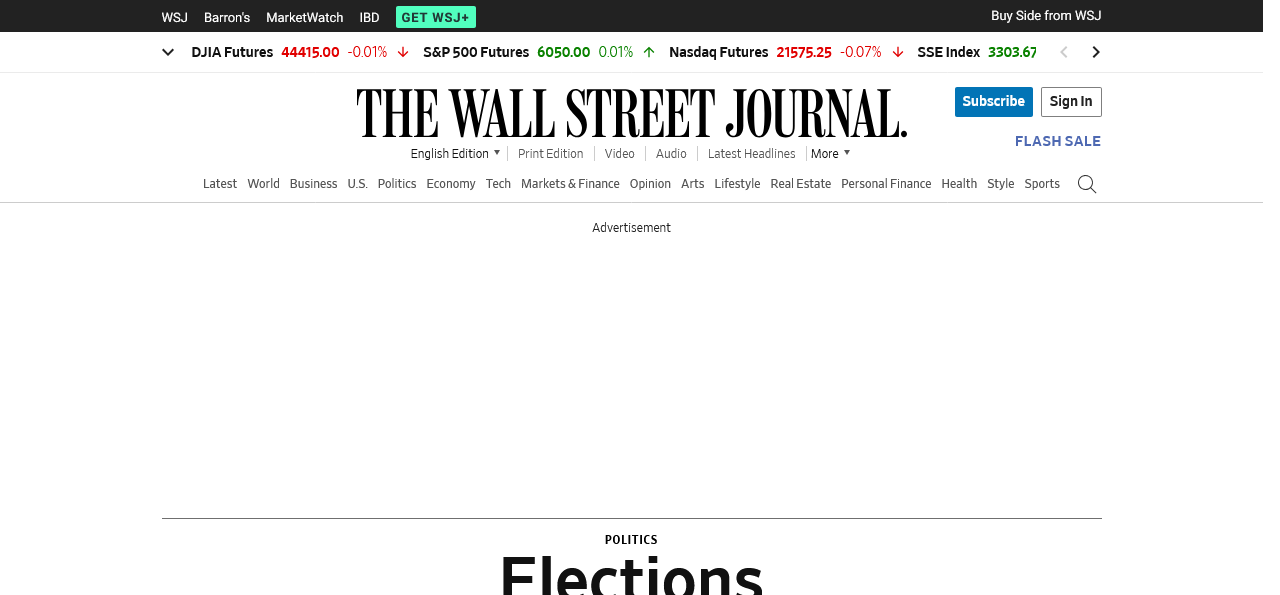 WSJ Barron's MarketWatch IBD GET WSJ+ Buy Side from WSJ
DJIA Futures 44415.00 -0.01% S&P 500 Futures 6050.00 0.01% Nasdaq Futures 21575.25 -0.07% SSE Index 3303.67
THE WALL STREET JOURNAL.
Subscribe Sign In
FLASH SALE
English Edition Print Edition Video Audio Latest Headlines More
Latest World Business U.S. Politics Economy Tech Markets & Finance Opinion Arts Lifestyle Real Estate Personal Finance Health Style Sports
Advertisement
POLITICS
Elections